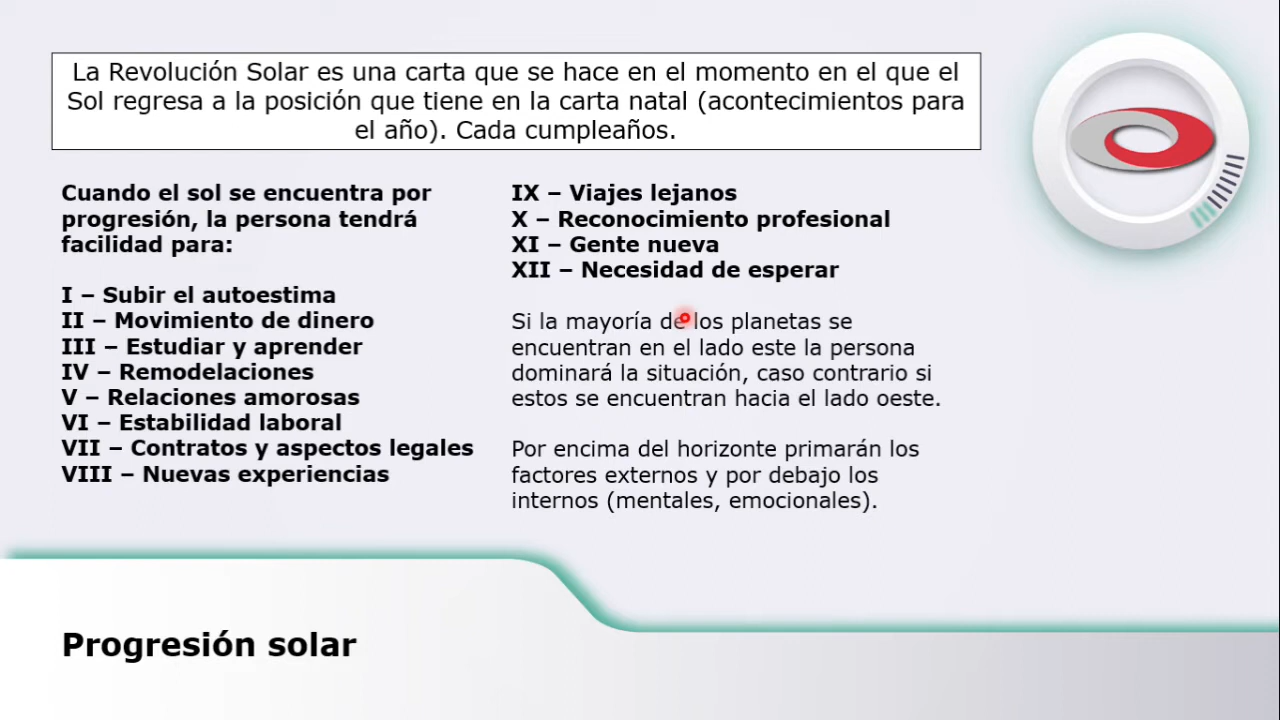 La Revolución Solar es una carta que se hace en el momento en el que el
Sol regresa a la posición que tiene en la carta natal (acontecimientos para
el año). Cada cumpleaños.
Cuando el sol se encuentra por
progresión, la persona tendrá
facilidad para:
I – Subir el autoestima
II – Movimiento de dinero
III – Estudiar y aprender
IV – Remodelaciones
V – Relaciones amorosas
VI – Estabilidad laboral
VII – Contratos y aspectos legales
VIII – Nuevas experiencias
IX – Viajes lejanos
X – Reconocimiento profesional
XI – Gente nueva
XII – Necesidad de esperar
Si la mayoría de los planetas se
encuentran en el lado este la persona
dominará la situación, caso contrario si
estos se encuentran hacia el lado oeste.
Por encima del horizonte primarán los
factores externos y por debajo los
internos (mentales, emocionales).
Progresión solar